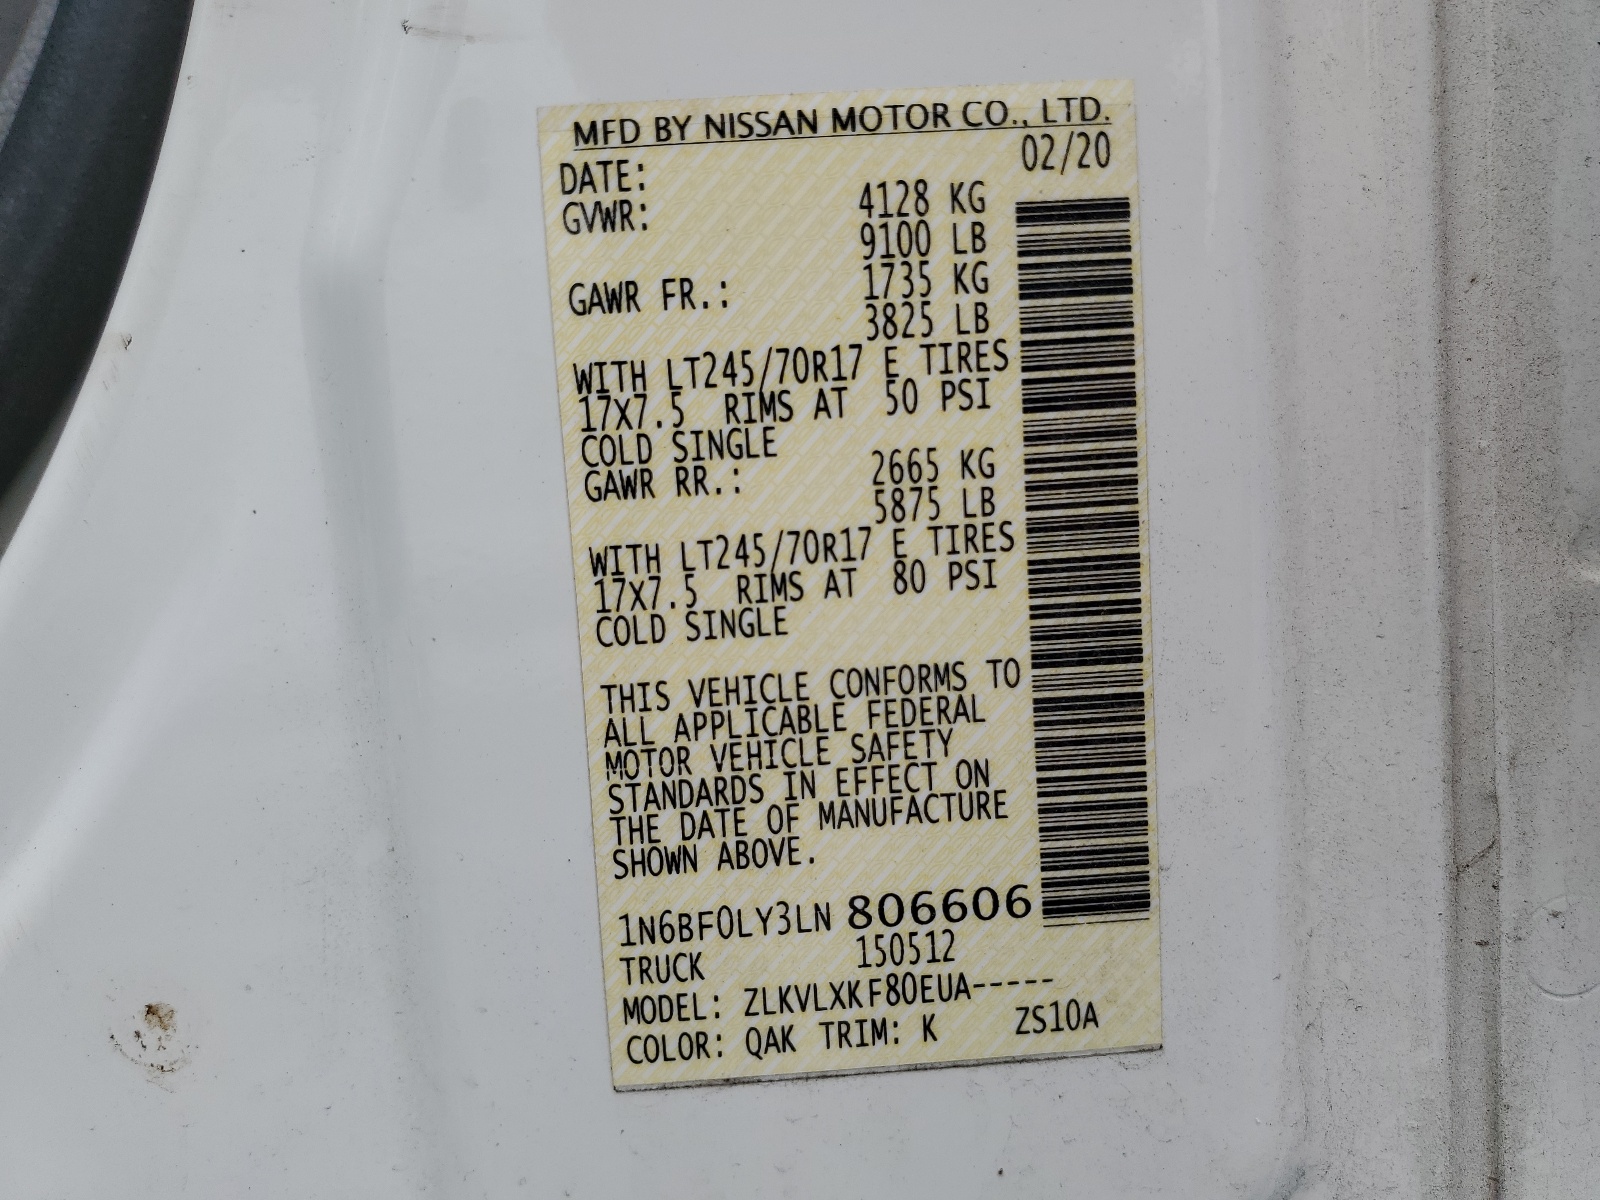 MFD BY NISSAN MOTOR CO., LTD.
DATE: 02/20
GVWR: 4128 KG
9100 LB
GAWR FR.: 1735 KG
3825 LB
WITH LT245/70R17 E TIRES
17X7.5 RIMS AT 50 PSI
COLD SINGLE
GAWR RR.: 2665 KG
5875 LB
WITH LT245/70R17 E TIRES
17X7.5 RIMS AT 80 PSI
COLD SINGLE
THIS VEHICLE CONFORMS TO
ALL APPLICABLE FEDERAL
MOTOR VEHICLE SAFETY
STANDARDS IN EFFECT ON
THE DATE OF MANUFACTURE
SHOWN ABOVE.
1N6BF0LY3LN 806606
TRUCK 150512
MODEL: ZLKVLXKF80EUA-----
COLOR: QAK TRIM: K ZS10A